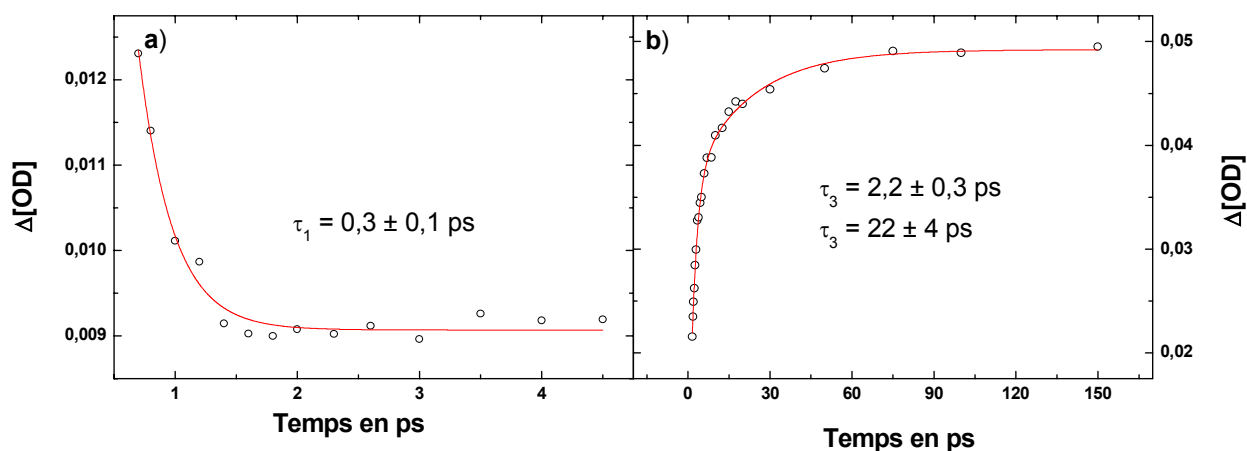 a)
0,012
0,011
0,010
0,009
Δ[OD]
τ1 = 0,3 ± 0,1 ps
1 2 3 4
Temps en ps
b)
0,05
0,04
0,03
0,02
Δ[OD]
τ3 = 2,2 ± 0,3 ps
τ3 = 22 ± 4 ps
0 30 60 90 120 150
Temps en ps